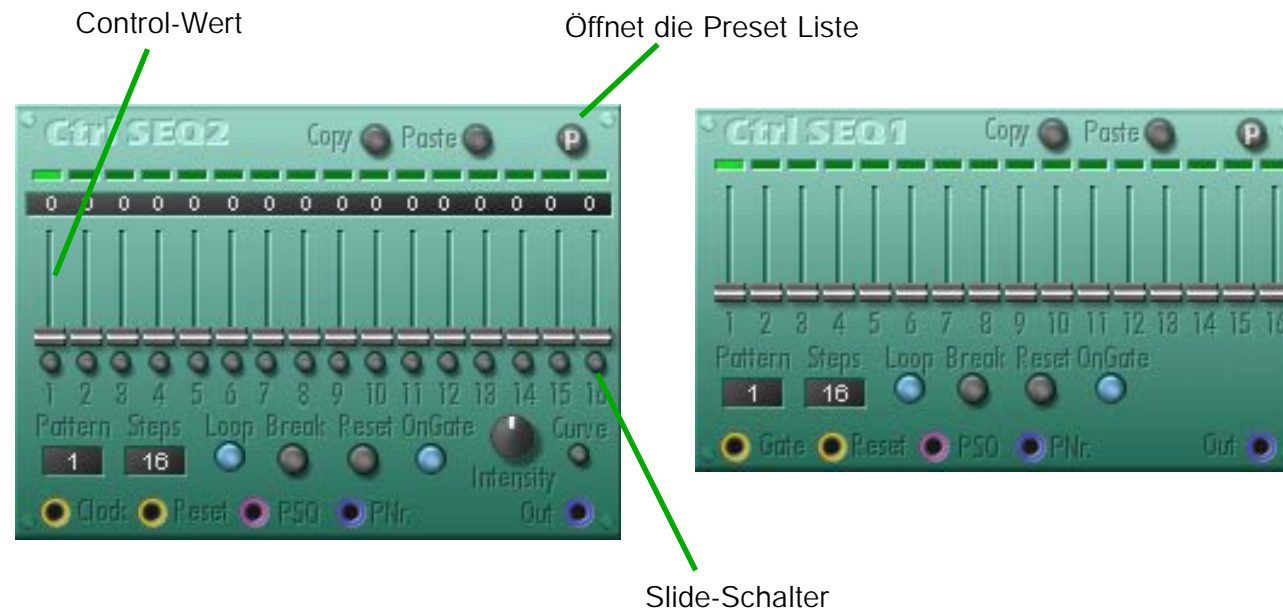 Control-Wert
Öffnet die Preset Liste
Ctrl SEQ2 Copy Paste P
0 0 0 0 0 0 0 0 0 0 0 0 0 0 0 0
1 2 3 4 5 6 7 8 9 10 11 12 13 14 15 16
Pattern Steps Loop Break Reset OnGate Curve
1 16
Intensity
Clock Reset PSQ PNr. Out
Ctrl SEQ1 Copy Paste P
1 2 3 4 5 6 7 8 9 10 11 12 13 14 15 16
Pattern Steps Loop Break Reset OnGate
1 16
Gate Reset PSQ PNr. Out
Slide-Schalter